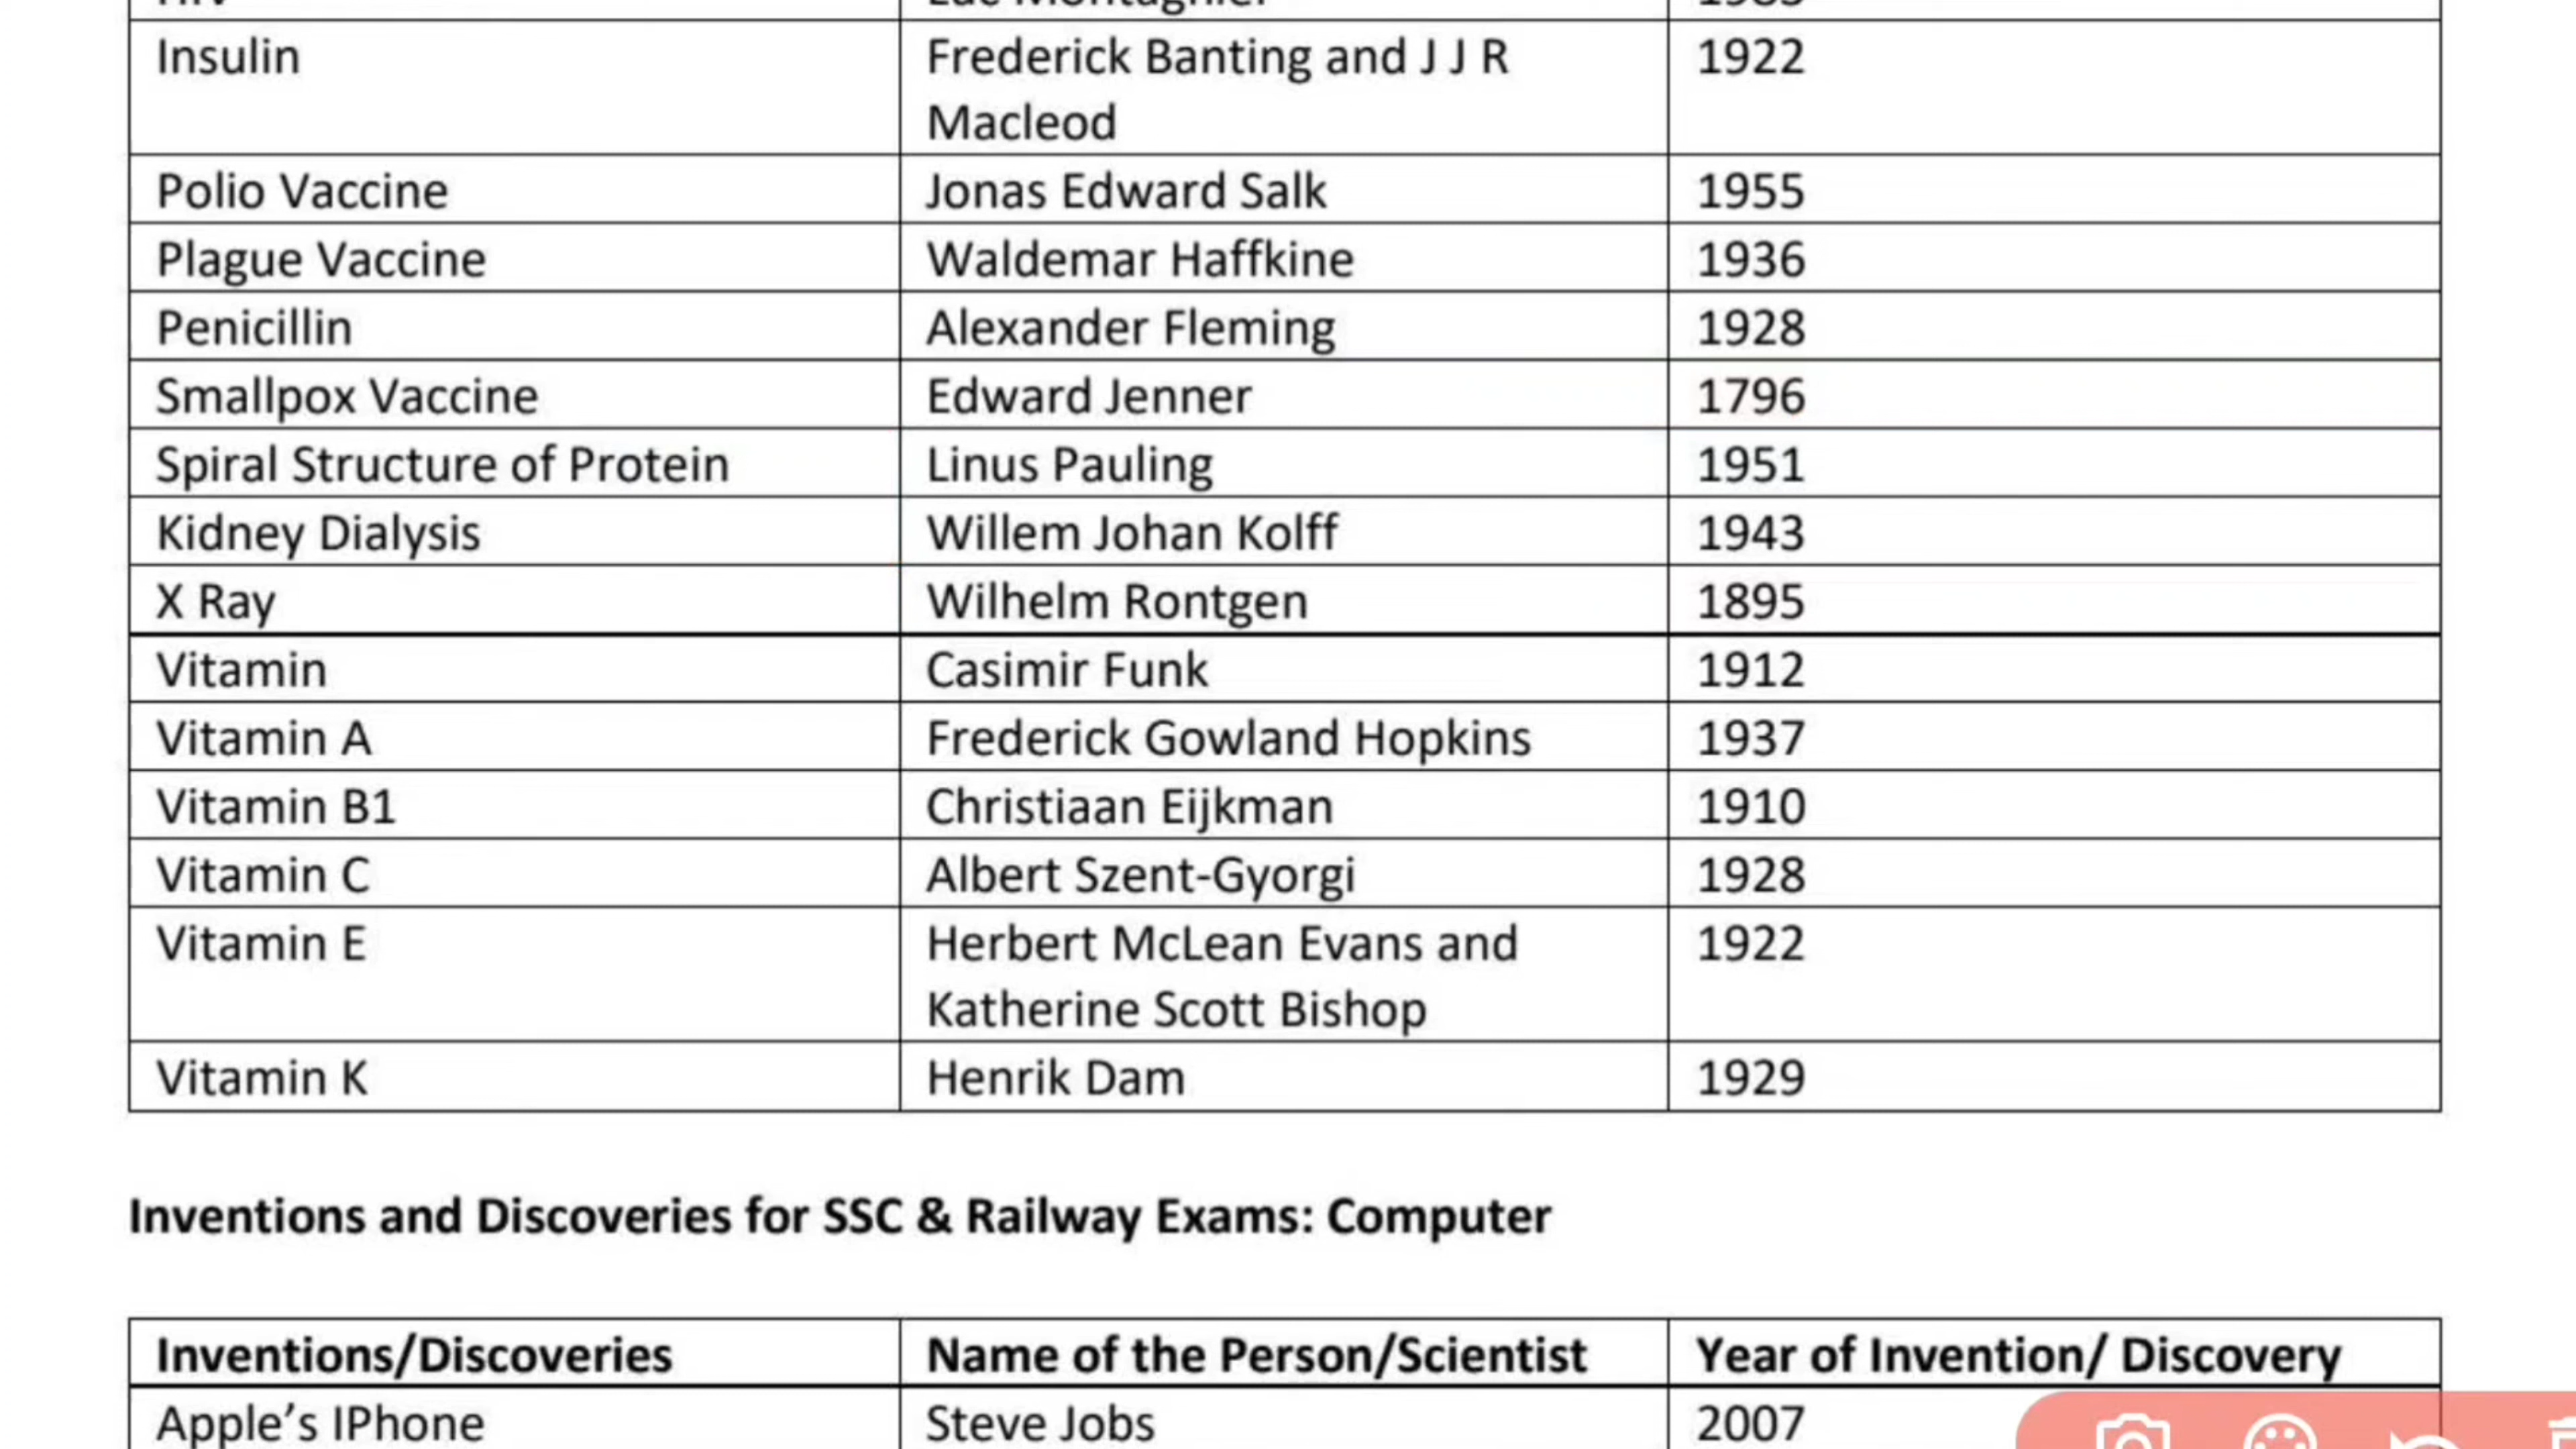 Insulin Frederick Banting and J J R 1922
Macleod
Polio Vaccine Jonas Edward Salk 1955
Plague Vaccine Waldemar Haffkine 1936
Penicillin Alexander Fleming 1928
Smallpox Vaccine Edward Jenner 1796
Spiral Structure of Protein Linus Pauling 1951
Kidney Dialysis Willem Johan Kolff 1943
X Ray Wilhelm Rontgen 1895
Vitamin Casimir Funk 1912
Vitamin A Frederick Gowland Hopkins 1937
Vitamin B1 Christiaan Eijkman 1910
Vitamin C Albert Szent-Gyorgi 1928
Vitamin E Herbert McLean Evans and 1922
Katherine Scott Bishop
Vitamin K Henrik Dam 1929
Inventions and Discoveries for SSC & Railway Exams: Computer
Inventions/Discoveries Name of the Person/Scientist Year of Invention/ Discovery
Apple’s IPhone Steve Jobs 2007